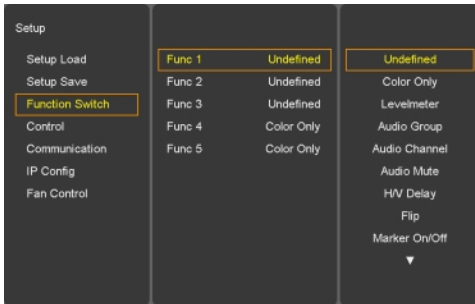 Setup
Setup Load
Setup Save
Function Switch
Control
Communication
IP Config
Fan Control
Func 1 Undefined
Func 2 Undefined
Func 3 Undefined
Func 4 Color Only
Func 5 Color Only
Undefined
Color Only
Levelmeter
Audio Group
Audio Channel
Audio Mute
H/V Delay
Flip
Marker On/Off
▼